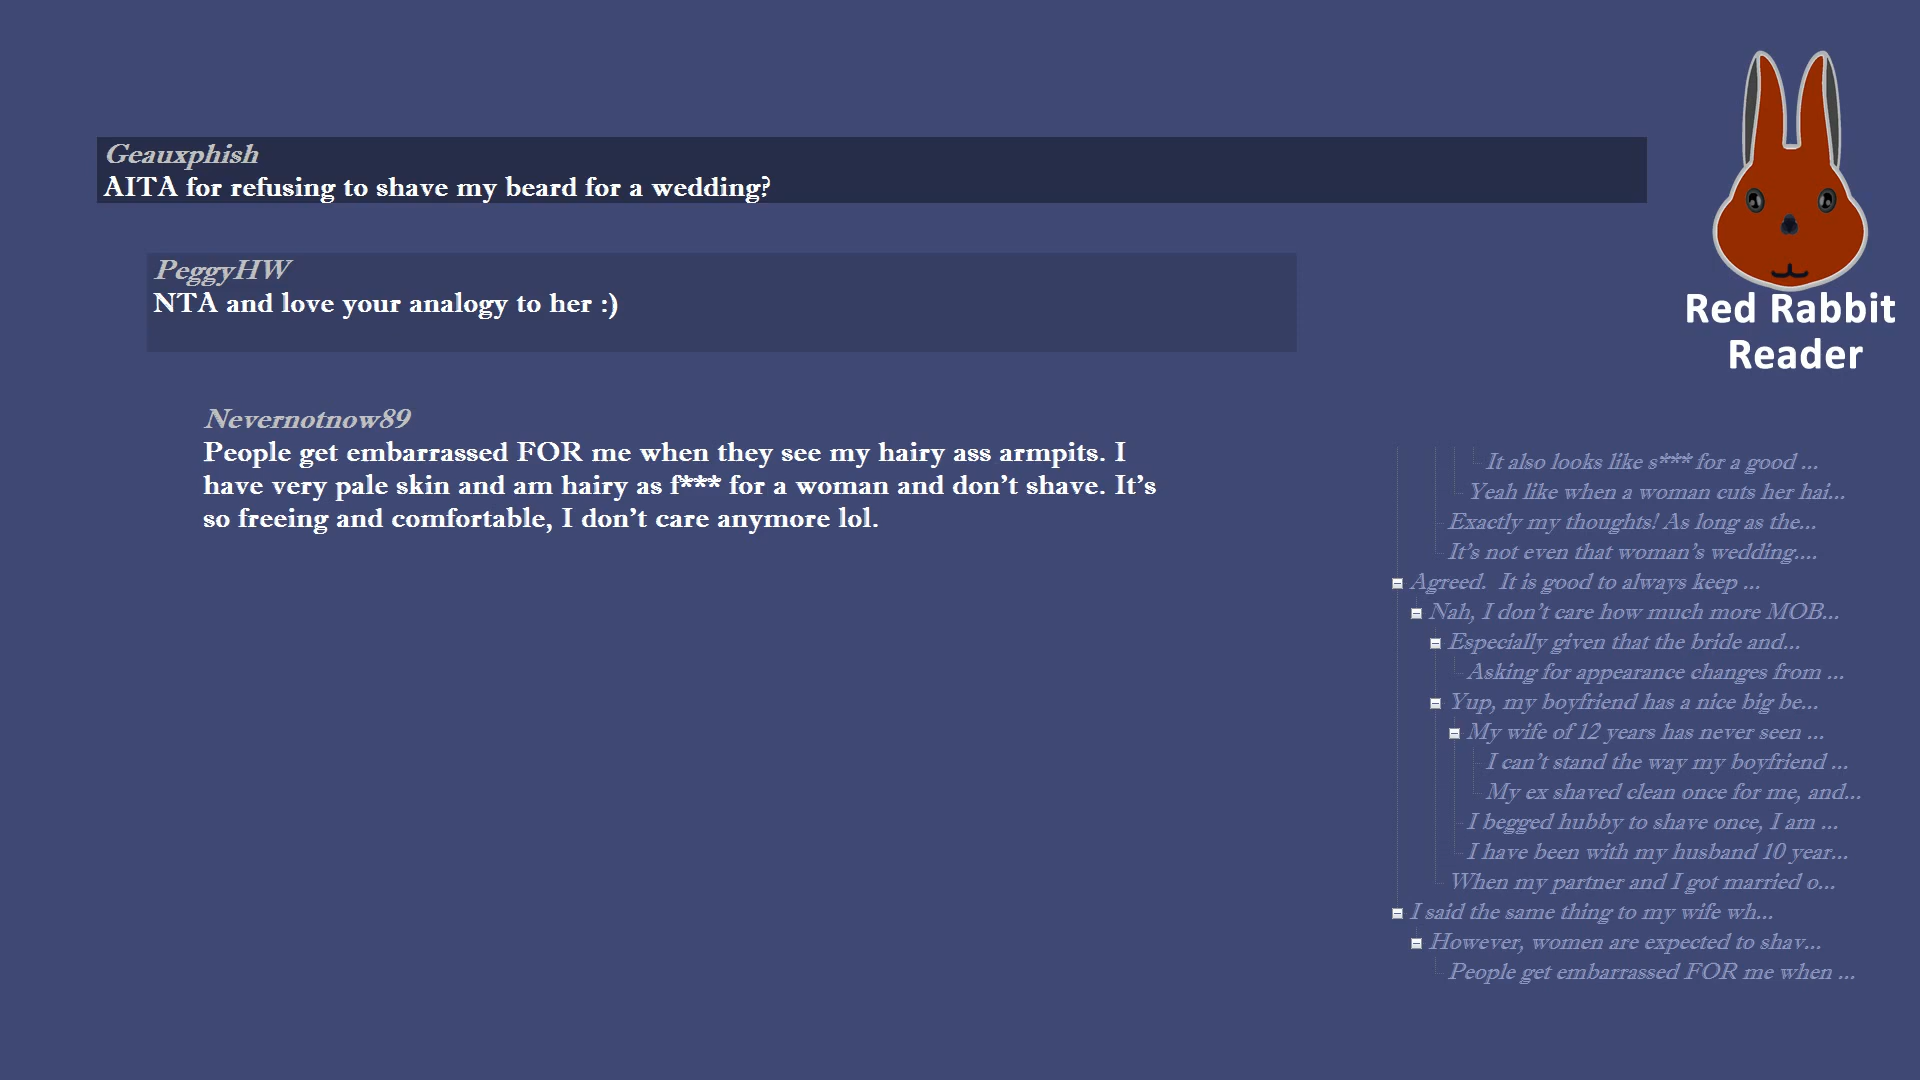 Geauxphish
AITA for refusing to shave my beard for a wedding?
PeggyHW
NTA and love your analogy to her :)
Nevernotnow89
People get embarrassed FOR me when they see my hairy ass armpits. I
have very pale skin and am hairy as f*** for a woman and don't shave. It's
so freeing and comfortable, I don't care anymore lol.
Red Rabbit
Reader
It also looks like s*** for a good ...
Yeah like when a woman cuts her hai...
Exactly my thoughts! As long as the...
It's not even that woman's wedding....
Agreed.  It is good to always keep ...
Nah, I don't care how much more MOB...
Especially given that the bride and...
Asking for appearance changes from ...
Yup, my boyfriend has a nice big be...
My wife of 12 years has never seen ...
I can't stand the way my boyfriend ...
My ex shaved clean once for me, and...
I begged hubby to shave once, I am ...
I have been with my husband 10 year...
When my partner and I got married o...
I said the same thing to my wife wh...
However, women are expected to shav...
People get embarrassed FOR me when ...